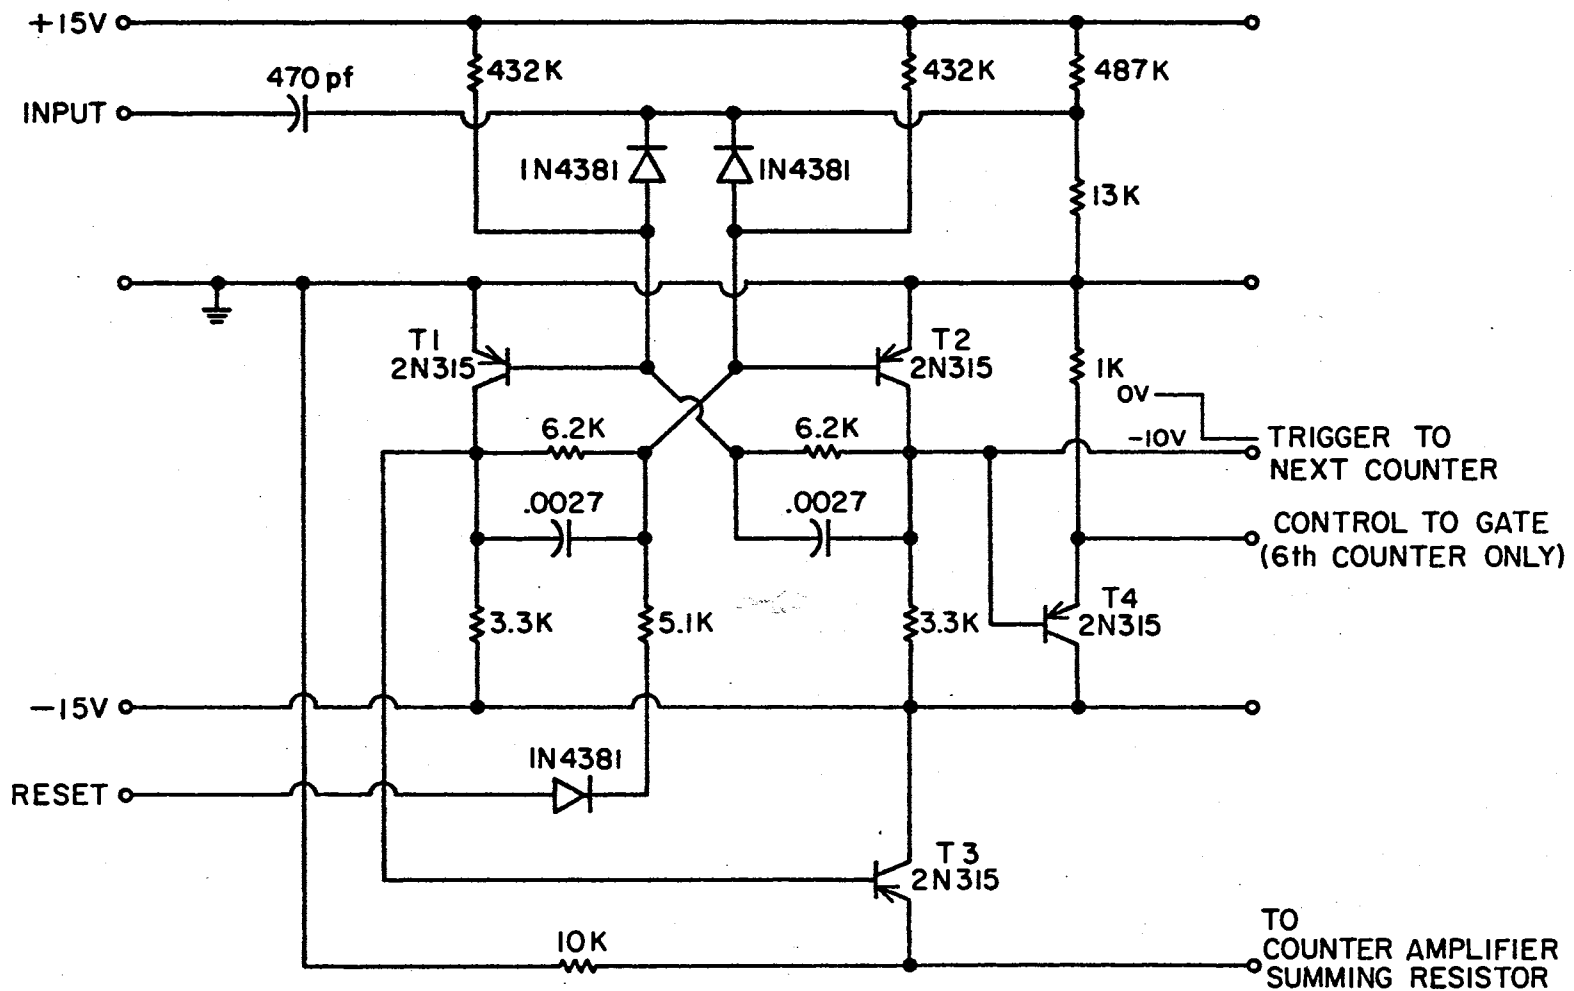 +15V
432K
432K
487K
470pf
INPUT
1N4381
1N4381
13K
T1
2N315
T2
2N315
1K
0V
-10V
TRIGGER TO
NEXT COUNTER
6.2K
6.2K
.0027
.0027
CONTROL TO GATE
(6th COUNTER ONLY)
3.3K
5.1K
3.3K
T4
2N315
-15V
1N4381
RESET
T3
2N315
10K
TO
COUNTER AMPLIFIER
SUMMING RESISTOR